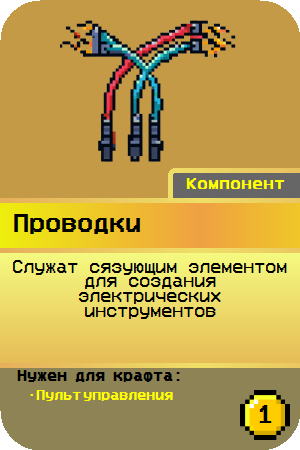 Компонент
Проводки
Служат сязующим элементом
для создания
электрических
инструментов
Нужен для крафта:
·Пульт управления
1